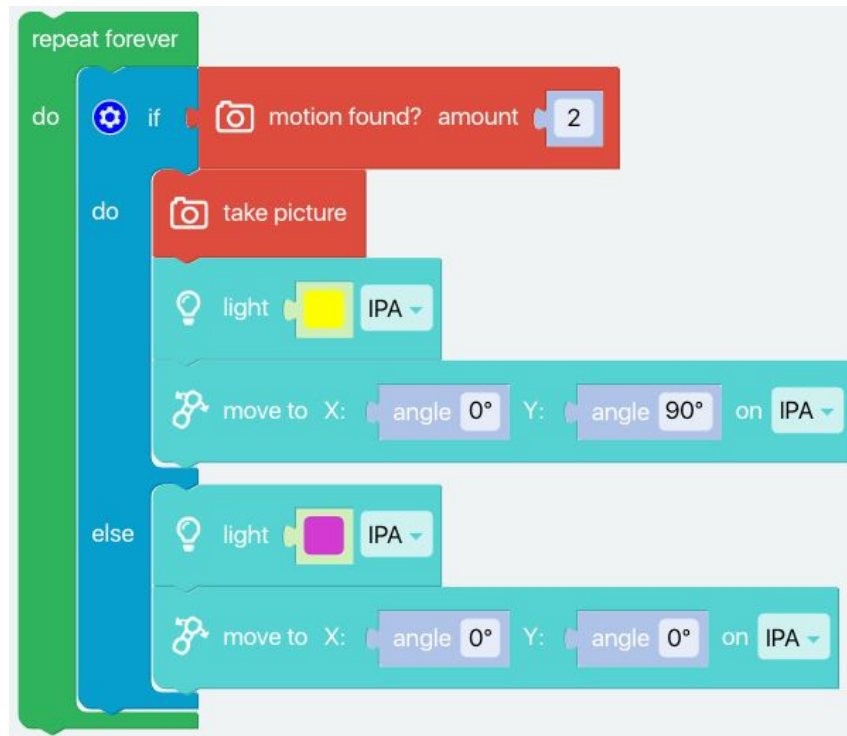 repeat forever
do if motion found? amount 2
do take picture
light IPA
move to X: angle 0° Y: angle 90° on IPA
else light IPA
move to X: angle 0° Y: angle 0° on IPA